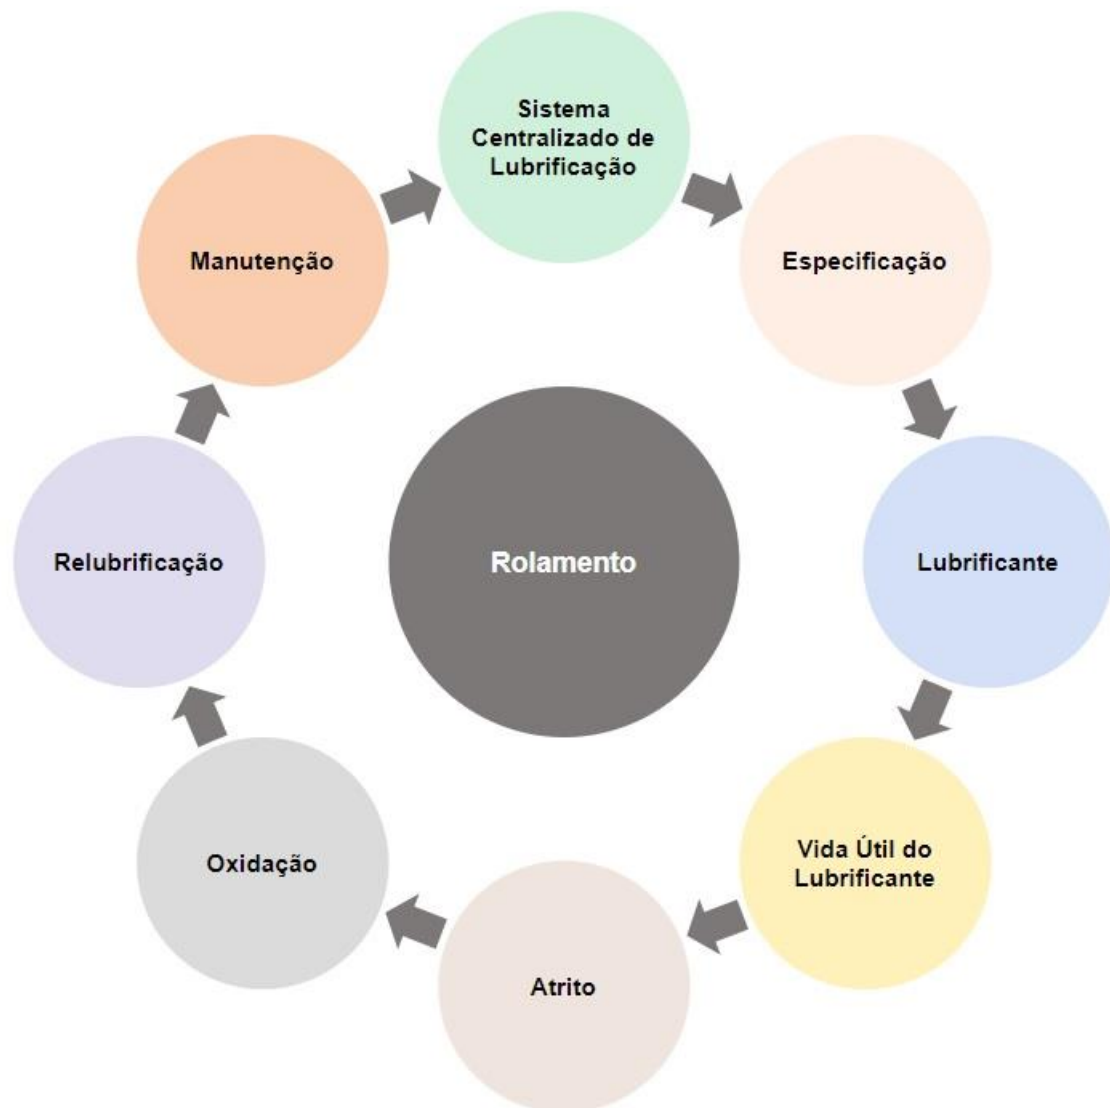 Sistema
Centralizado de
Lubrificação
Especificação
Lubrificante
Vida Útil do
Lubrificante
Atrito
Oxidação
Relubrificação
Manutenção
Rolamento